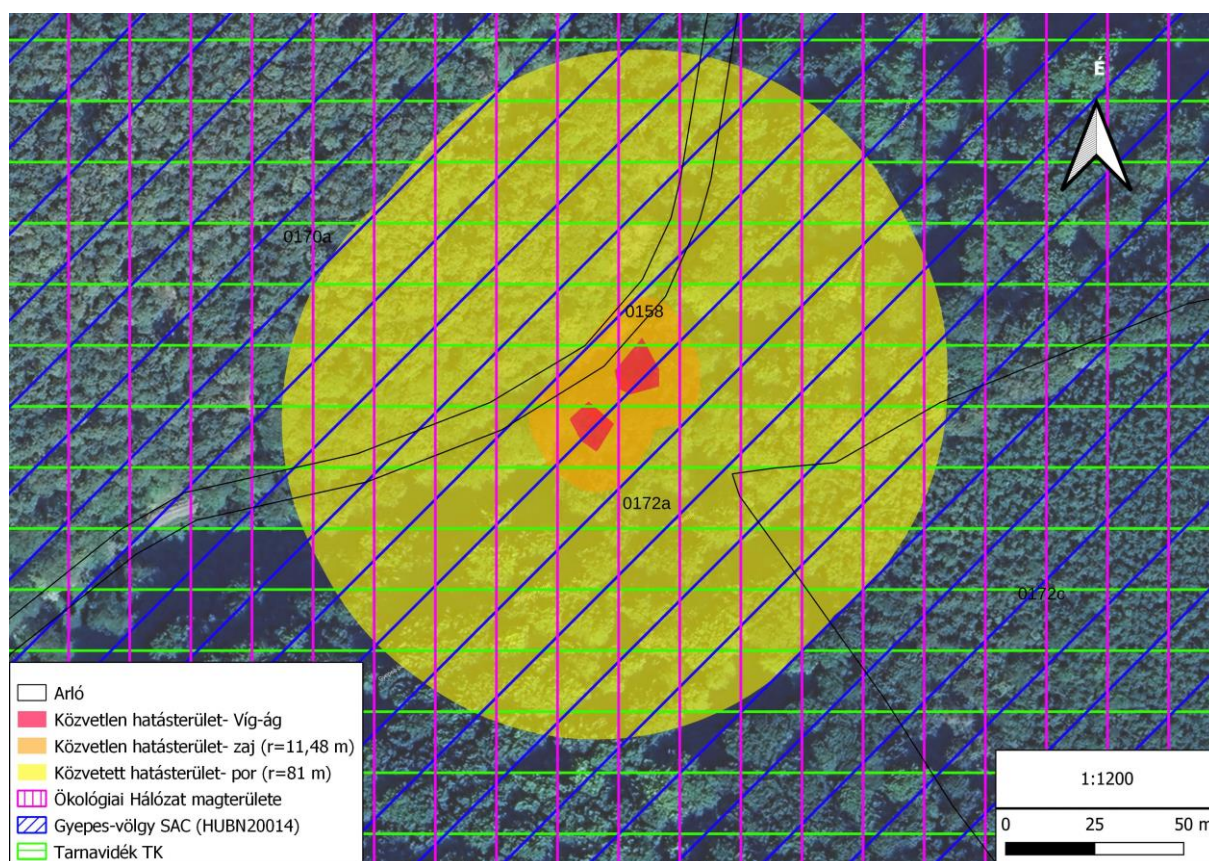 É
0170a
0158
0172a
0172c
Arló
Közvetlen hatásterület- Víg-ág
Közvetlen hatásterület- zaj (r=11,48 m)
Közvetett hatásterület- por (r=81 m)
Ökológiai Hálózat magterülete
Gyepes-völgy SAC (HUBN20014)
Tarnavidék TK
1:1200
0 25 50 m